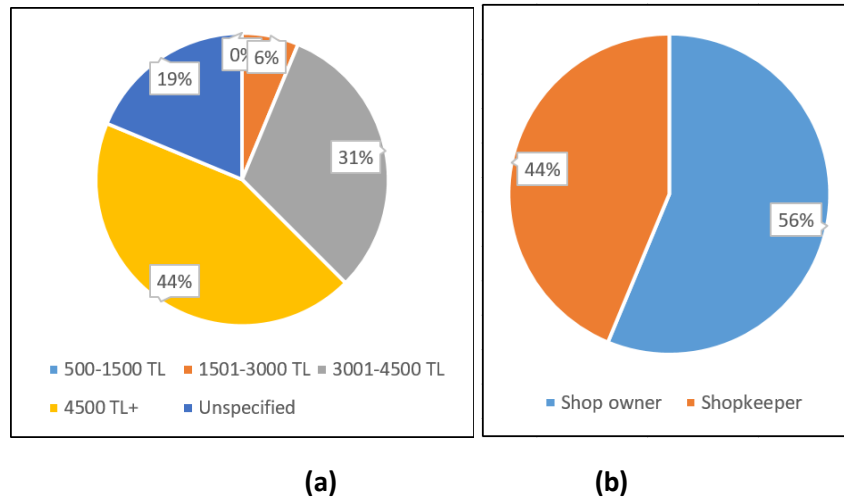 0%
6%
19%
31%
44%
500-1500 TL
1501-3000 TL
3001-4500 TL
4500 TL+
Unspecified
44%
56%
Shop owner
Shopkeeper
(a)
(b)